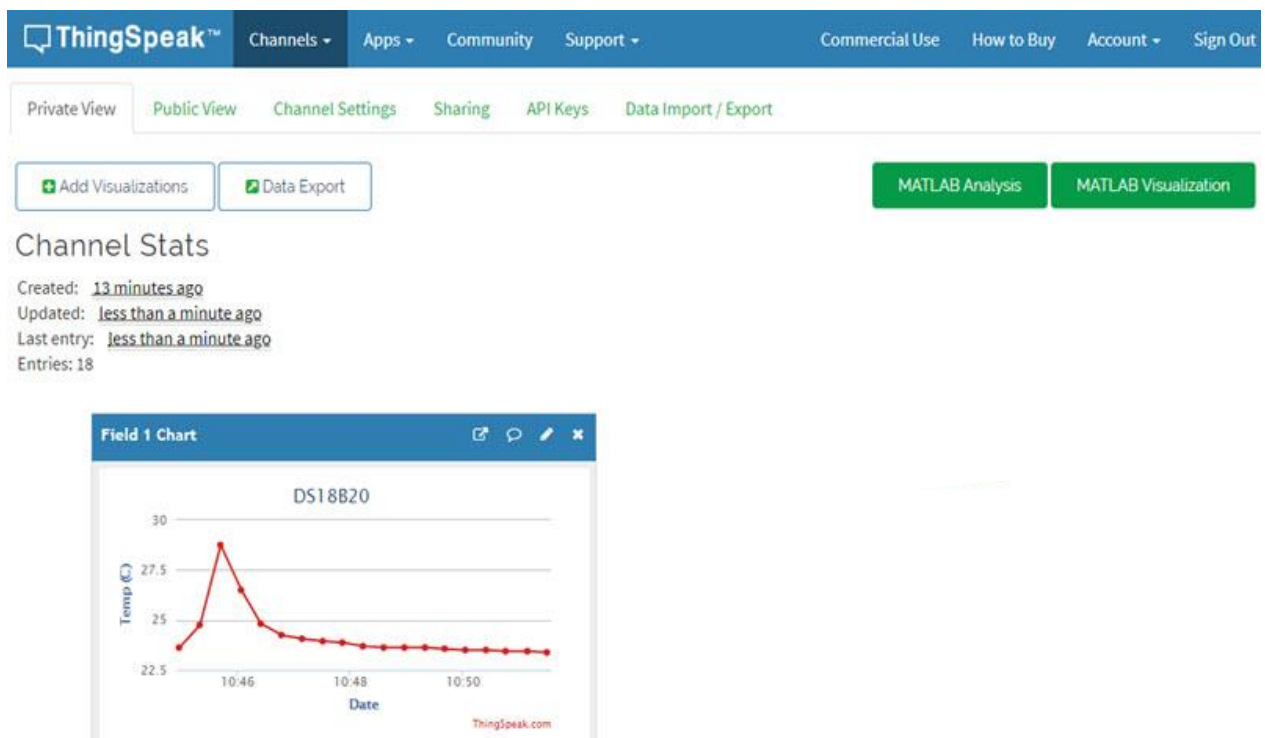 ThingSpeak™ Channels Apps Community Support Commercial Use How to Buy Account Sign Out
Private View Public View Channel Settings Sharing API Keys Data Import / Export
Add Visualizations Data Export MATLAB Analysis MATLAB Visualization
Channel Stats
Created: 13 minutes ago
Updated: less than a minute ago
Last entry: less than a minute ago
Entries: 18
Field 1 Chart
DS18B20
30
27.5
25
22.5
Temp (C)
10:46 10:48 10:50
Date
ThingSpeak.com